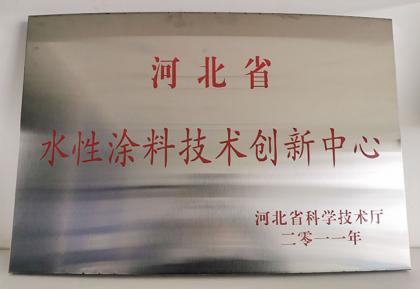 河北省
水性涂料技术创新中心
河北省科学技术厅
二零一一年